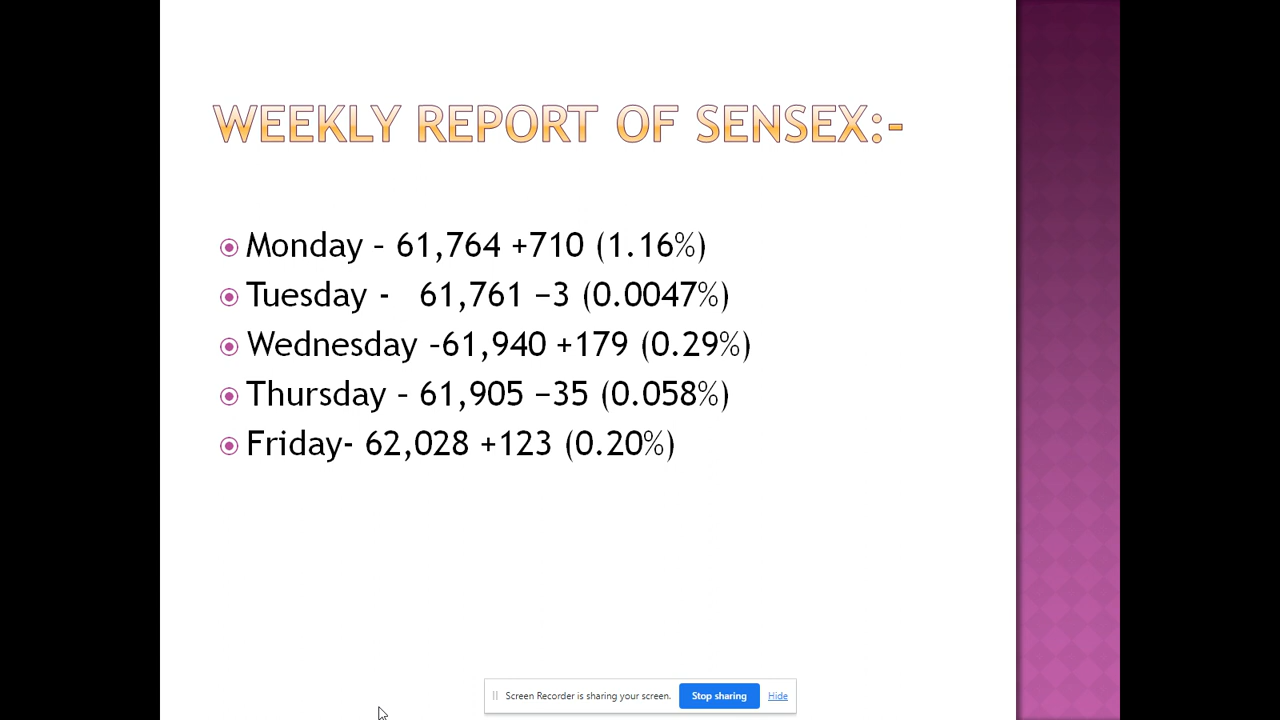 WEEKLY REPORT OF SENSEX:-
Monday – 61,764 +710 (1.16%)
Tuesday -   61,761 −3 (0.0047%)
Wednesday –61,940 +179 (0.29%)
Thursday – 61,905 −35 (0.058%)
Friday- 62,028 +123 (0.20%)
Screen Recorder is sharing your screen. Stop sharing Hide